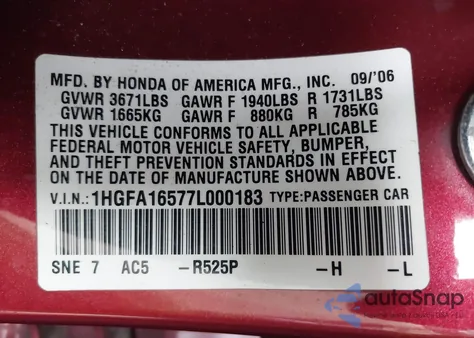 MFD. BY HONDA OF AMERICA MFG., INC. 09/'06
GVWR 3671LBS GAWR F 1940LBS R 1731LBS
GVWR 1665KG GAWR F 880KG R 785KG
THIS VEHICLE CONFORMS TO ALL APPLICABLE
FEDERAL MOTOR VEHICLE SAFETY, BUMPER,
AND THEFT PREVENTION STANDARDS IN EFFECT
ON THE DATE OF MANUFACTURE SHOWN ABOVE.
V.I.N.: 1HGFA16577L000183 TYPE:PASSENGER CAR
SNE 7 AC5 –R525P –H –L
autoSnap